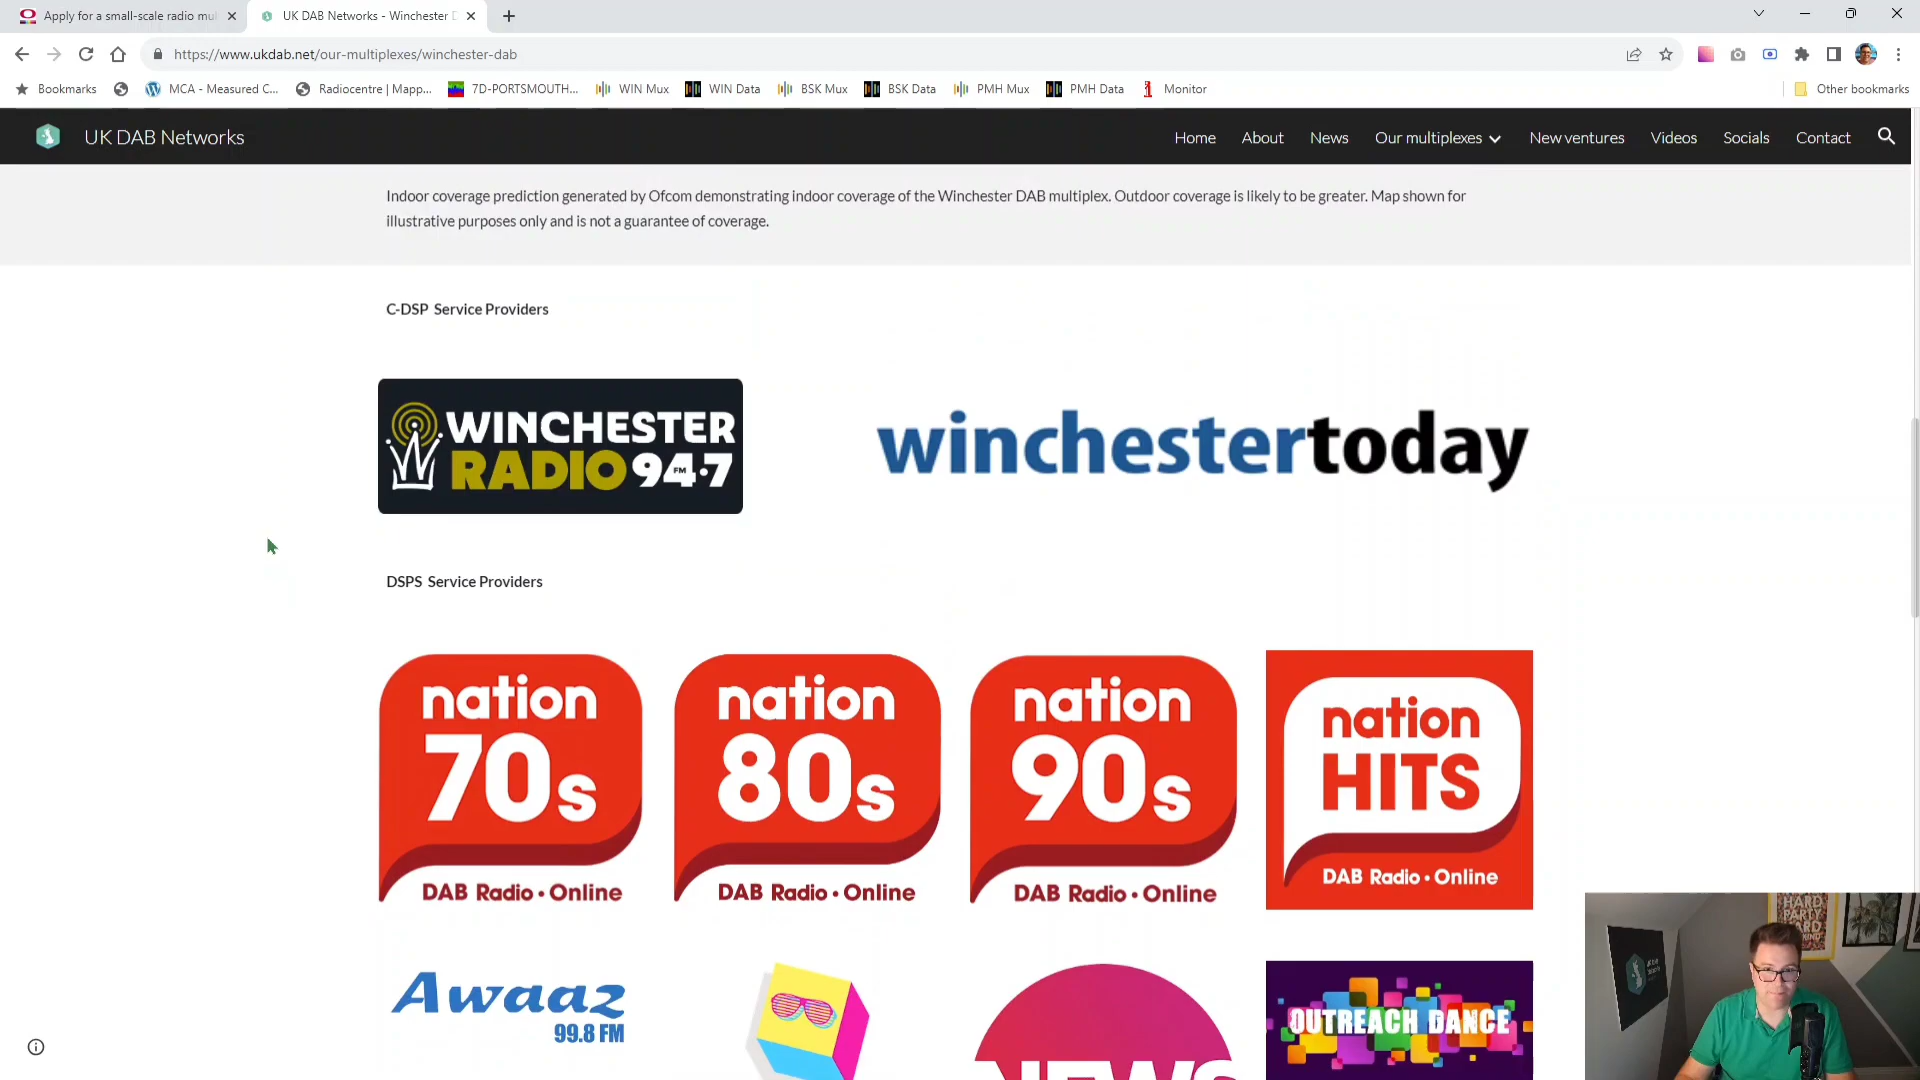 Apply for a small-scale radio mul
UK DAB Networks - Winchester D
https://www.ukdab.net/our-multiplexes/winchester-dab
Bookmarks
MCA - Measured C...
Radiocentre | Mapp...
7D-PORTSMOUTH...
WIN Mux
WIN Data
BSK Mux
BSK Data
PMH Mux
PMH Data
Monitor
Other bookmarks
UK DAB Networks
Home
About
News
Our multiplexes
New ventures
Videos
Socials
Contact
Indoor coverage prediction generated by Ofcom demonstrating indoor coverage of the Winchester DAB multiplex. Outdoor coverage is likely to be greater. Map shown for
illustrative purposes only and is not a guarantee of coverage.
C-DSP Service Providers
WINCHESTER
RADIO FM 94.7
winchestertoday
DSPS Service Providers
nation
70s
DAB Radio • Online
nation
80s
DAB Radio • Online
nation
90s
DAB Radio • Online
nation
HITS
DAB Radio • Online
Awaaz
99.8 FM
NEWS
OUTREACH DANCE
HARD
PARTY
HARD